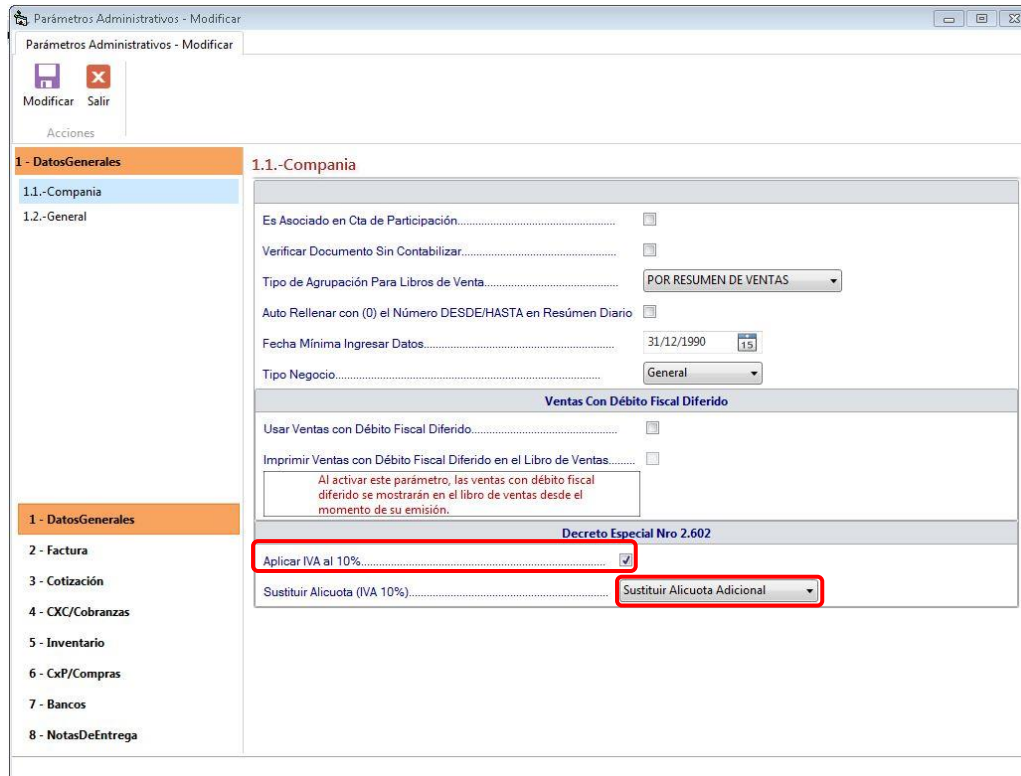 Parámetros Administrativos - Modificar
Parámetros Administrativos - Modificar
Modificar Salir
Acciones
1 - DatosGenerales
1.1.-Compania
1.2.-General
1.1.-Compania
Es Asociado en Cta de Participación................................................
Verificar Documento Sin Contabilizar................................................
Tipo de Agrupación Para Libros de Venta......................................... POR RESUMEN DE VENTAS
Auto Rellenar con (0) el Número DESDE/HASTA en Resúmen Diario
Fecha Mínima Ingresar Datos.......................................................... 31/12/1990 15
Tipo Negocio................................................................................ General
Ventas Con Débito Fiscal Diferido
Usar Ventas con Débito Fiscal Diferido............................................
Imprimir Ventas con Débito Fiscal Diferido en el Libro de Ventas.........
Al activar este parámetro, las ventas con débito fiscal
diferido se mostrarán en el libro de ventas desde el
momento de su emisión.
Decreto Especial Nro 2.602
Aplicar IVA al 10%..........................................................................
Sustituir Alicuota (IVA 10%)............................................................ Sustituir Alicuota Adicional
1 - DatosGenerales
2 - Factura
3 - Cotización
4 - CXC/Cobranzas
5 - Inventario
6 - CxP/Compras
7 - Bancos
8 - NotasDeEntrega